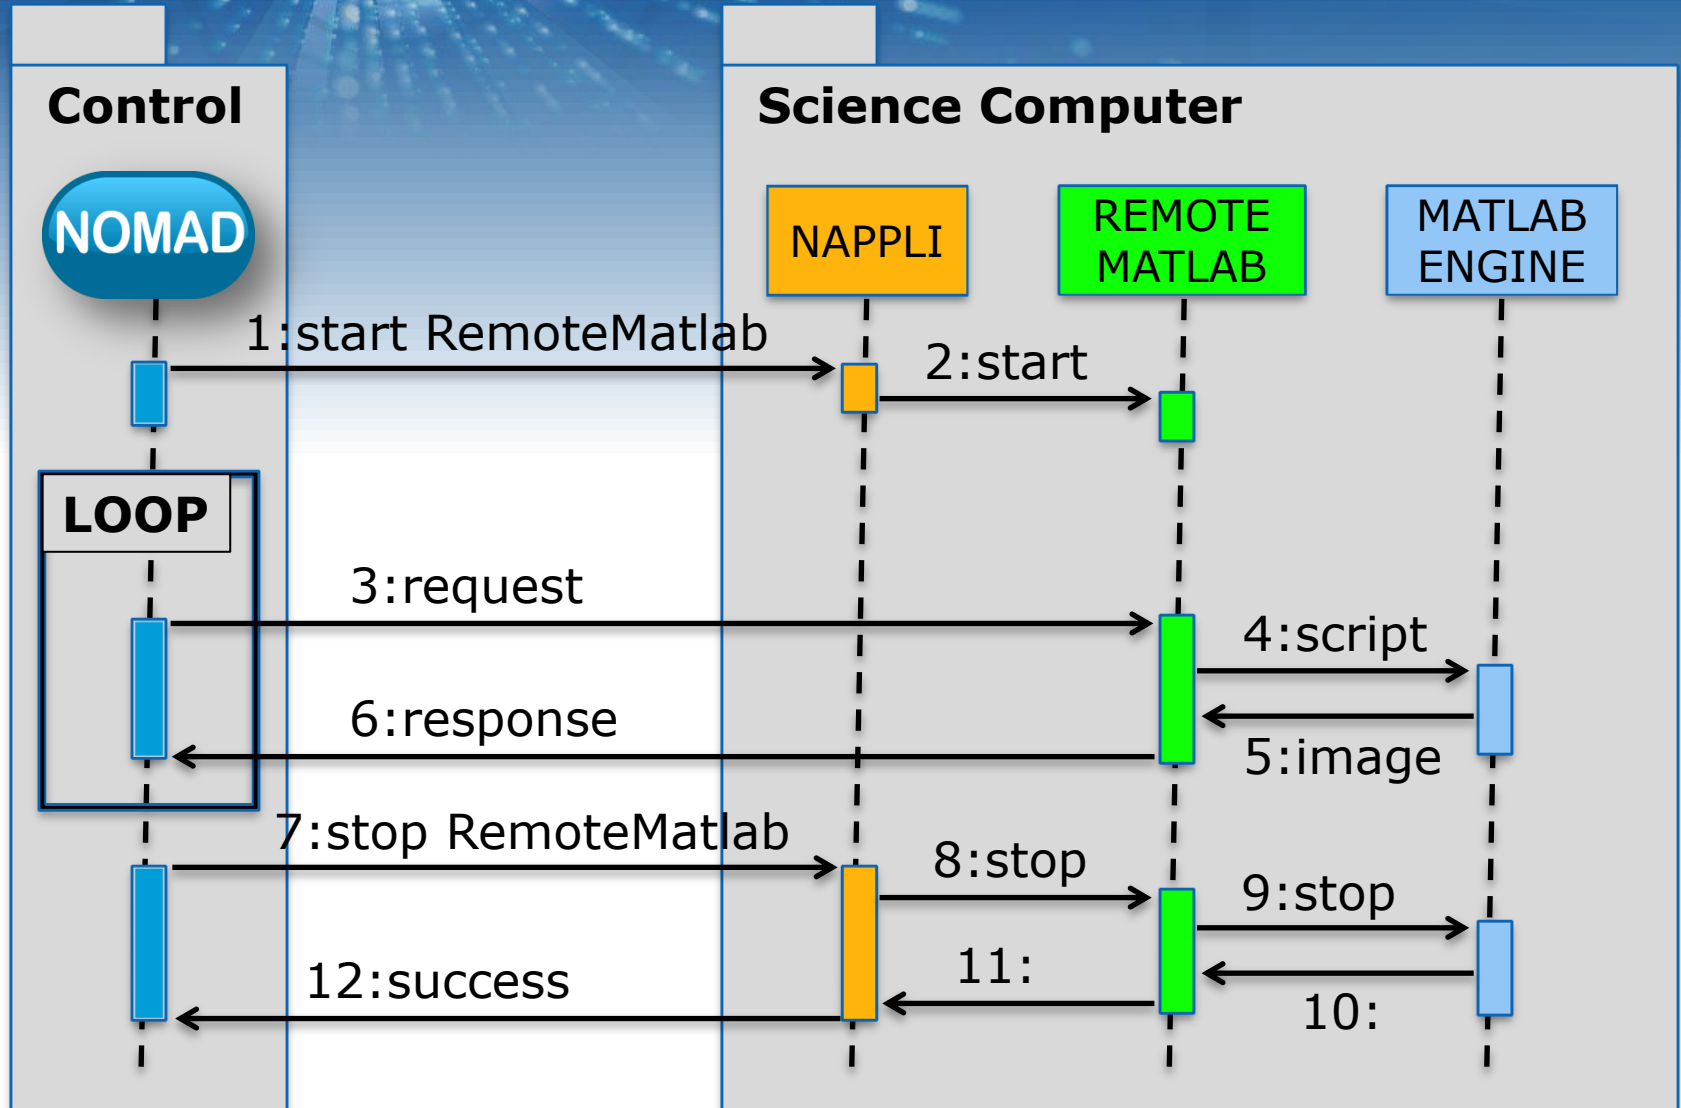 Control
Science Computer
NOMAD
NAPPLI
REMOTE
MATLAB
MATLAB
ENGINE
1:start RemoteMatlab
2:start
LOOP
3:request
4:script
6:response
5:image
7:stop RemoteMatlab
8:stop
9:stop
12:success
11:
10: